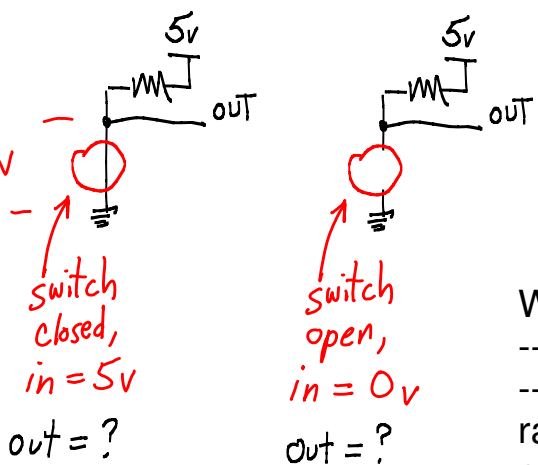 5v
OUT
v
switch
closed,
in = 5v
out = ?
5v
OUT
switch
open,
in = 0v
out = ?
W
--
--
ra